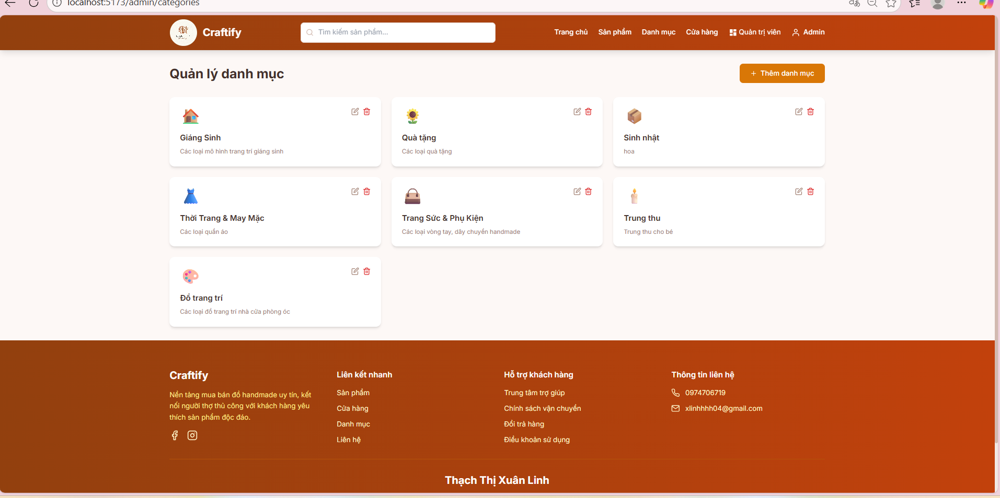 localhost:5173/admin/categories
Craftify
Tìm kiếm sản phẩm...
Trang chủ
Sản phẩm
Danh mục
Cửa hàng
Quản trị viên
Admin
Quản lý danh mục
+ Thêm danh mục
Giáng Sinh
Các loại mô hình trang trí giáng sinh
Quà tặng
Các loại quà tặng
Sinh nhật
hoa
Thời Trang & May Mặc
Các loại quần áo
Trang Sức & Phụ Kiện
Các loại vòng tay, dây chuyền handmade
Trung thu
Trung thu cho bé
Đồ trang trí
Các loại đồ trang trí nhà cửa phòng óc
Craftify
Nền tảng mua bán đồ handmade uy tín, kết
nối người thợ thủ công với khách hàng yêu
thích sản phẩm độc đáo.
Liên kết nhanh
Sản phẩm
Cửa hàng
Danh mục
Liên hệ
Hỗ trợ khách hàng
Trung tâm trợ giúp
Chính sách vận chuyển
Đổi trả hàng
Điều khoản sử dụng
Thông tin liên hệ
0974706719
xlinhhhh04@gmail.com
Thạch Thị Xuân Linh